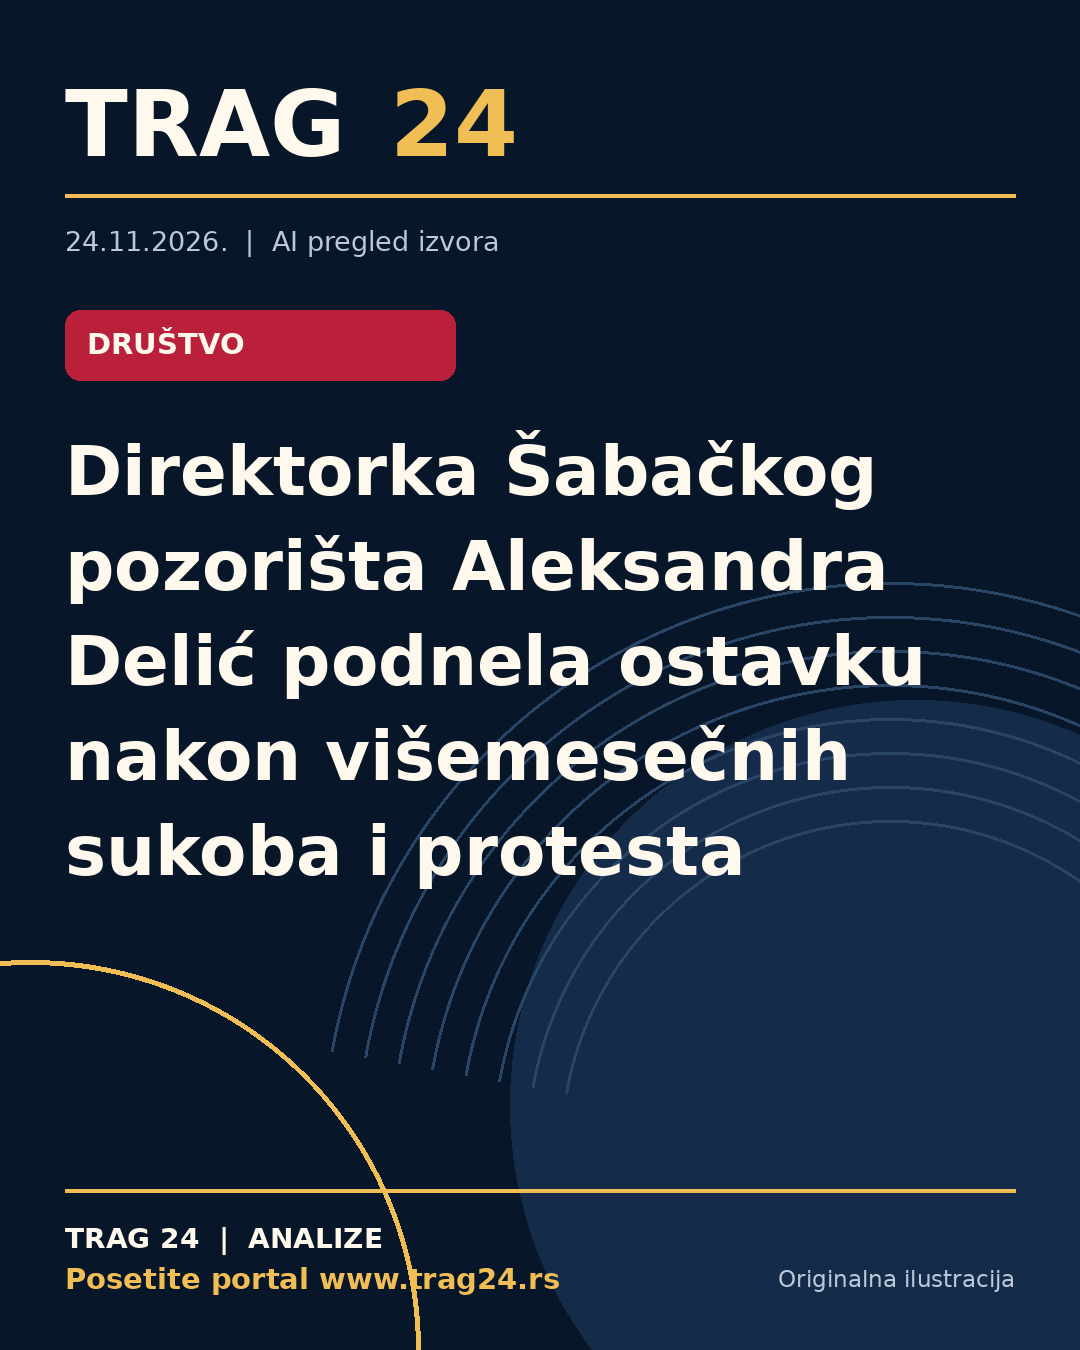 TRAG 24
24.11.2026. | AI pregled izvora
DRUŠTVO
Direktorka Šabačkog
pozorišta Aleksandra
Delić podnela ostavku
nakon višemesečnih
sukoba i protesta
TRAG 24 | ANALIZE
Posetite portal www.trag24.rs
Originalna ilustracija